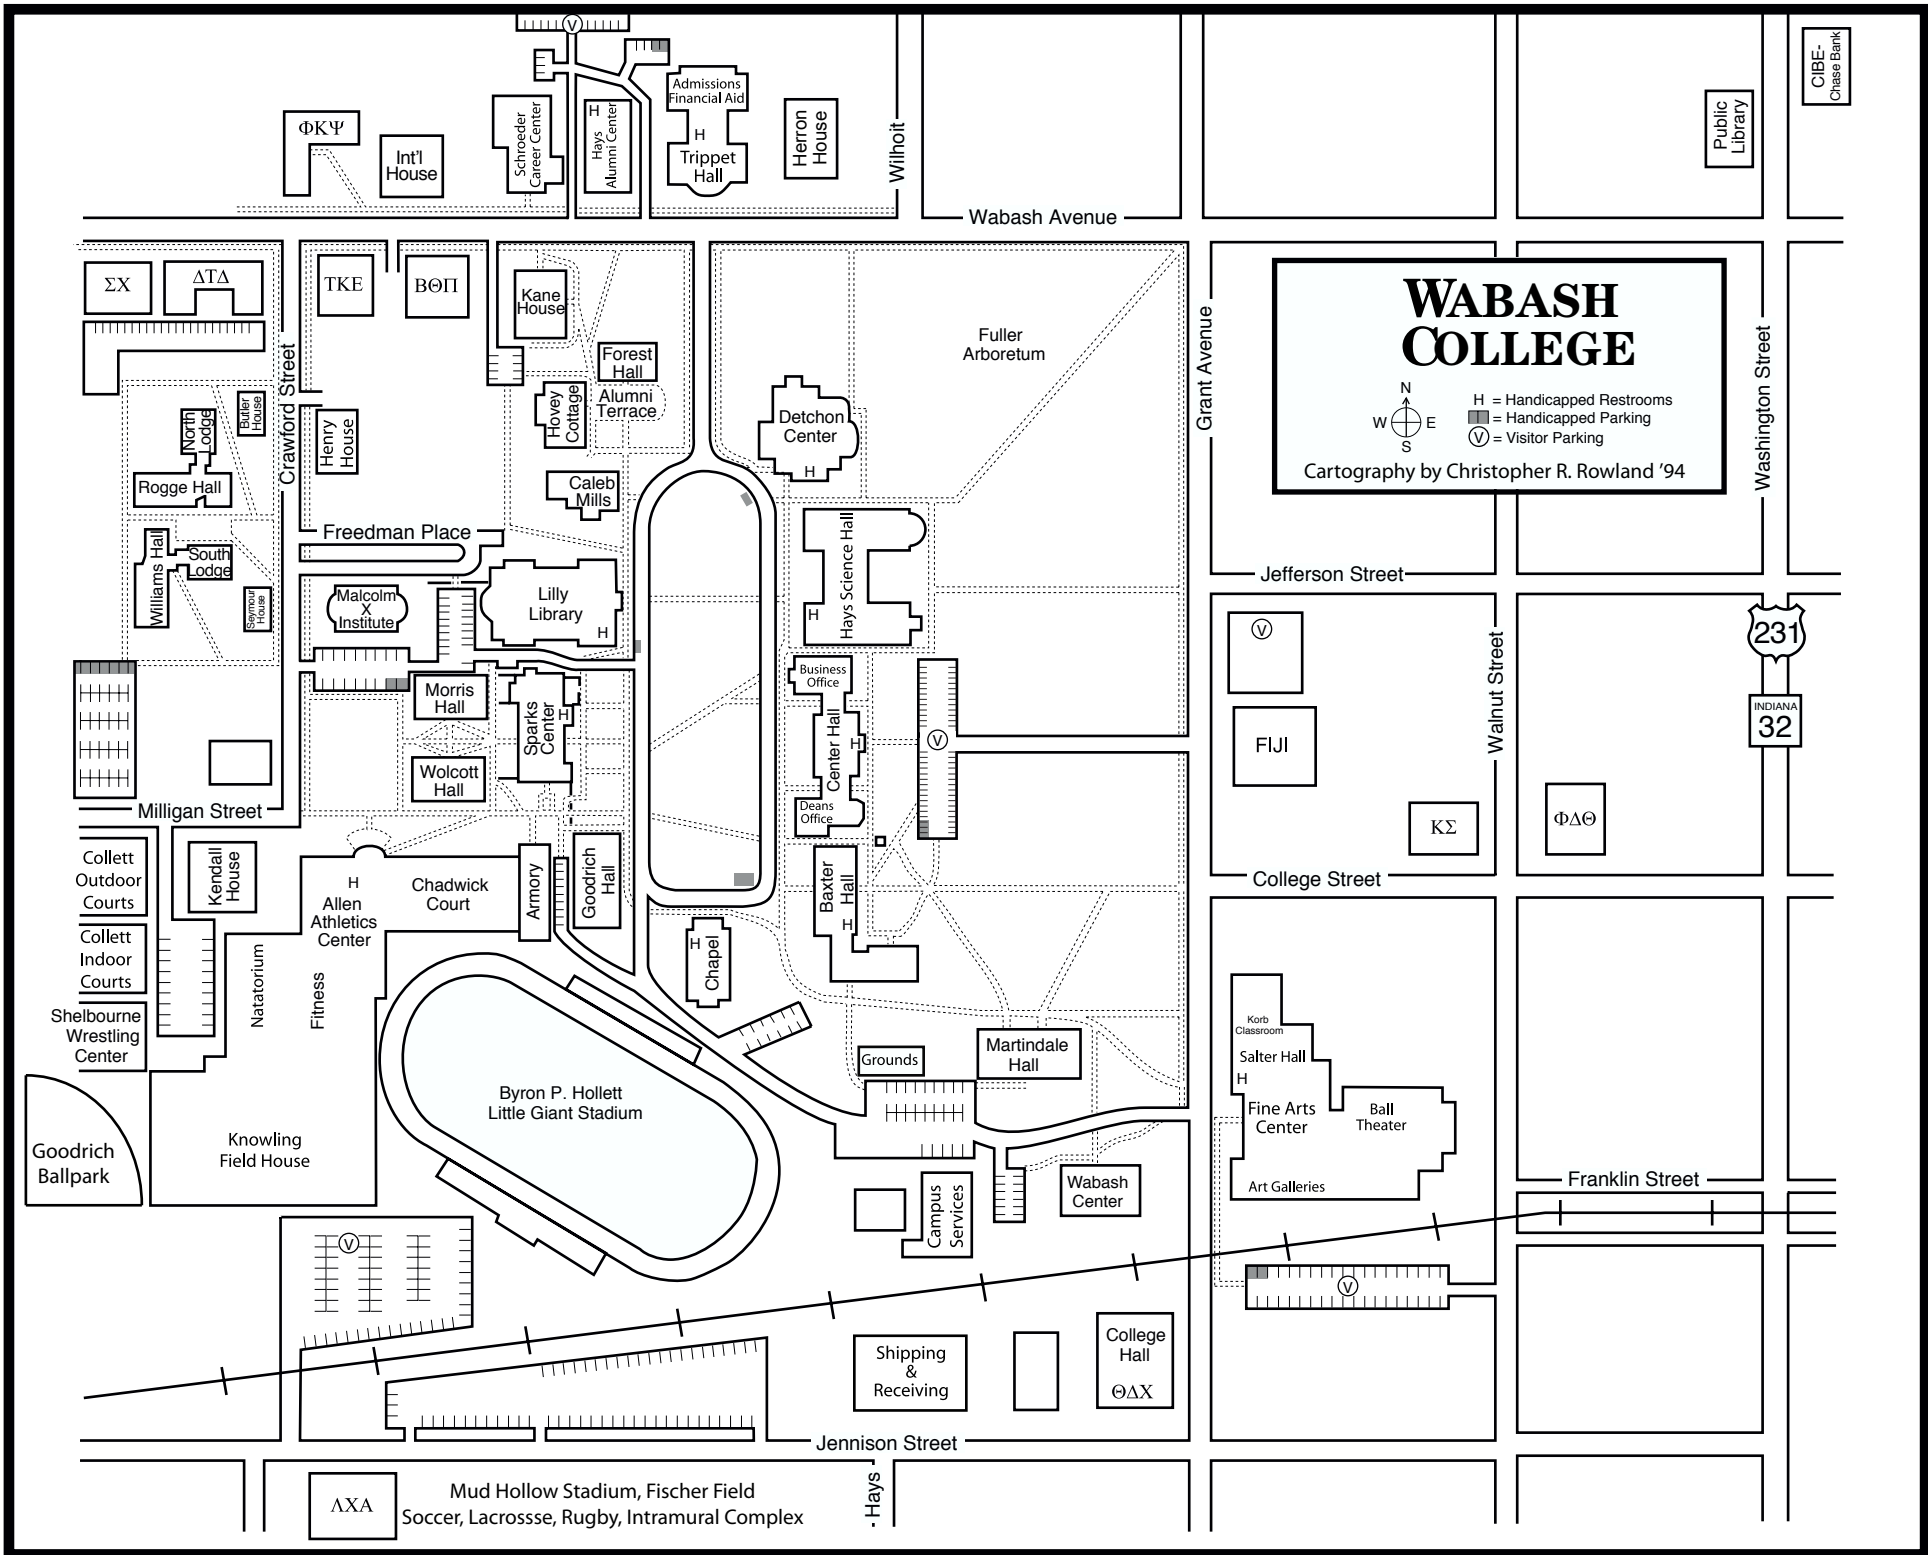 V
CIBE-
Chase Bank
Admissions
Financial Aid
H
Trippet
Hall
Schroeder
Career Center
H
Hays
Alumni Center
Herron
House
Wilhoit
Public
Library
ΦΚΨ
Int'l
House
Wabash Avenue
ΣΧ
ΔΤΔ
ΤΚΕ
ΒΘΠ
Kane
House
Fuller
Arboretum
Grant Avenue
WABASH
COLLEGE
N
W E
S
H = Handicapped Restrooms
= Handicapped Parking
V = Visitor Parking
Cartography by Christopher R. Rowland '94
Washington Street
Crawford Street
Forest
Hall
Alumni
Terrace
Hovey
Cottage
Detchon
Center
H
Butler
House
North
Lodge
Henry
House
Rogge Hall
Caleb
Mills
Freedman Place
Williams Hall
South
Lodge
Seymour
House
Malcolm
X
Institute
Lilly
Library
H
Hays Science Hall
H
Jefferson Street
V
231
INDIANA
32
Walnut Street
Morris
Hall
Sparks
Center
H
Business
Office
Center Hall
H
Deans
Office
V
FIJI
Wolcott
Hall
Milligan Street
ΚΣ
ΦΔΘ
Collett
Outdoor
Courts
Kendall
House
H
Allen
Athletics
Center
Chadwick
Court
Armory
Goodrich
Hall
Baxter
Hall
H
College Street
Collett
Indoor
Courts
Natatorium
Fitness
H
Chapel
Shelbourne
Wrestling
Center
Korb
Classroom
Salter Hall
H
Grounds
Martindale
Hall
Byron P. Hollett
Little Giant Stadium
Fine Arts
Center
Ball
Theater
Goodrich
Ballpark
Knowling
Field House
Art Galleries
Franklin Street
Campus
Services
Wabash
Center
V
V
Shipping
&
Receiving
College
Hall
ΘΔΧ
Jennison Street
ΛΧΑ
Mud Hollow Stadium, Fischer Field
Soccer, Lacrossse, Rugby, Intramural Complex
Hays